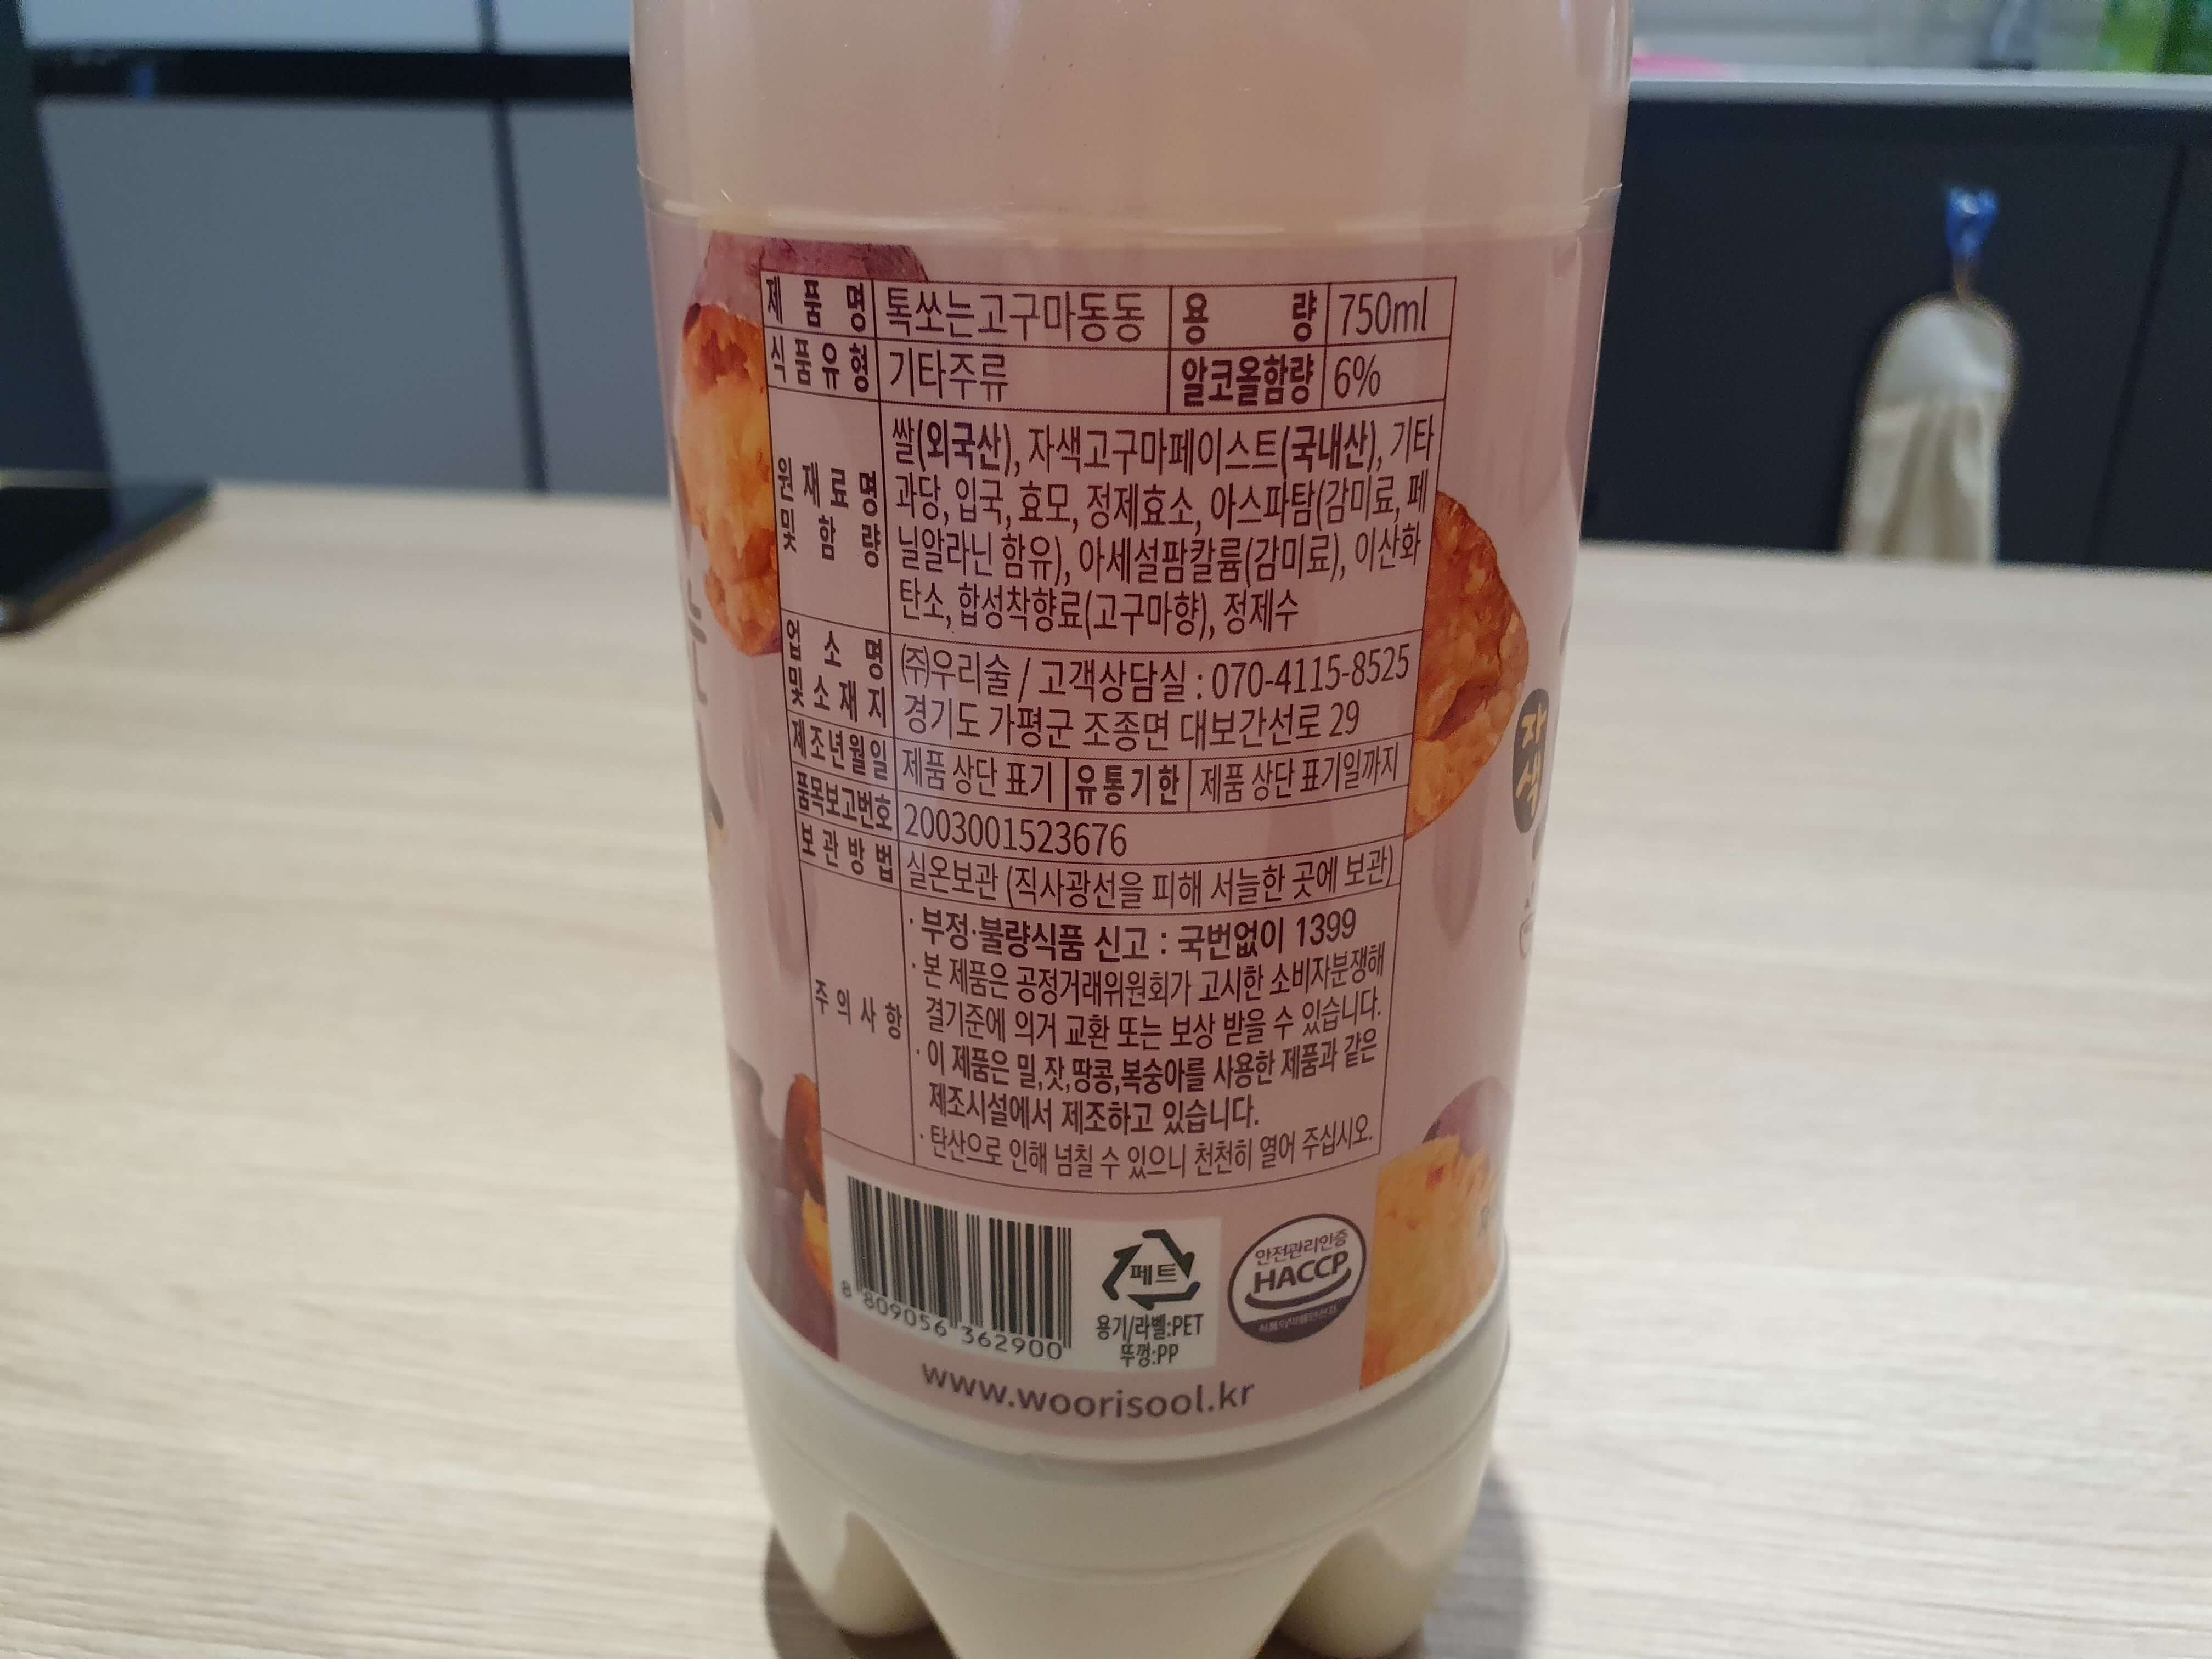 제품명 톡쏘는고구마동동 용량 750ml
식품유형 기타주류 알코올함량 6%
원재료명 및 함량
쌀(외국산), 자색고구마페이스트(국내산), 기타
과당, 입국, 효모, 정제효소, 아스파탐(감미료, 페
닐알라닌 함유), 아세설팜칼륨(감미료), 이산화
탄소, 합성착향료(고구마향), 정제수
업소명 및 소재지
㈜우리술 / 고객상담실 : 070-4115-8525
경기도 가평군 조종면 대보간선로 29
제조년월일 제품 상단 표기 유통기한 제품 상단 표기일까지
품목보고번호 2003001523676
보관방법 실온보관 (직사광선을 피해 서늘한 곳에 보관)
주의사항
· 부정·불량식품 신고 : 국번없이 1399
· 본 제품은 공정거래위원회가 고시한 소비자분쟁해
결기준에 의거 교환 또는 보상 받을 수 있습니다.
· 이 제품은 밀,잣,땅콩,복숭아를 사용한 제품과 같은
제조시설에서 제조하고 있습니다.
· 탄산으로 인해 넘칠 수 있으니 천천히 열어 주십시오.
8 809056 362900
페트
용기/라벨:PET
뚜껑:PP
안전관리인증
HACCP
www.woorisool.kr
자색